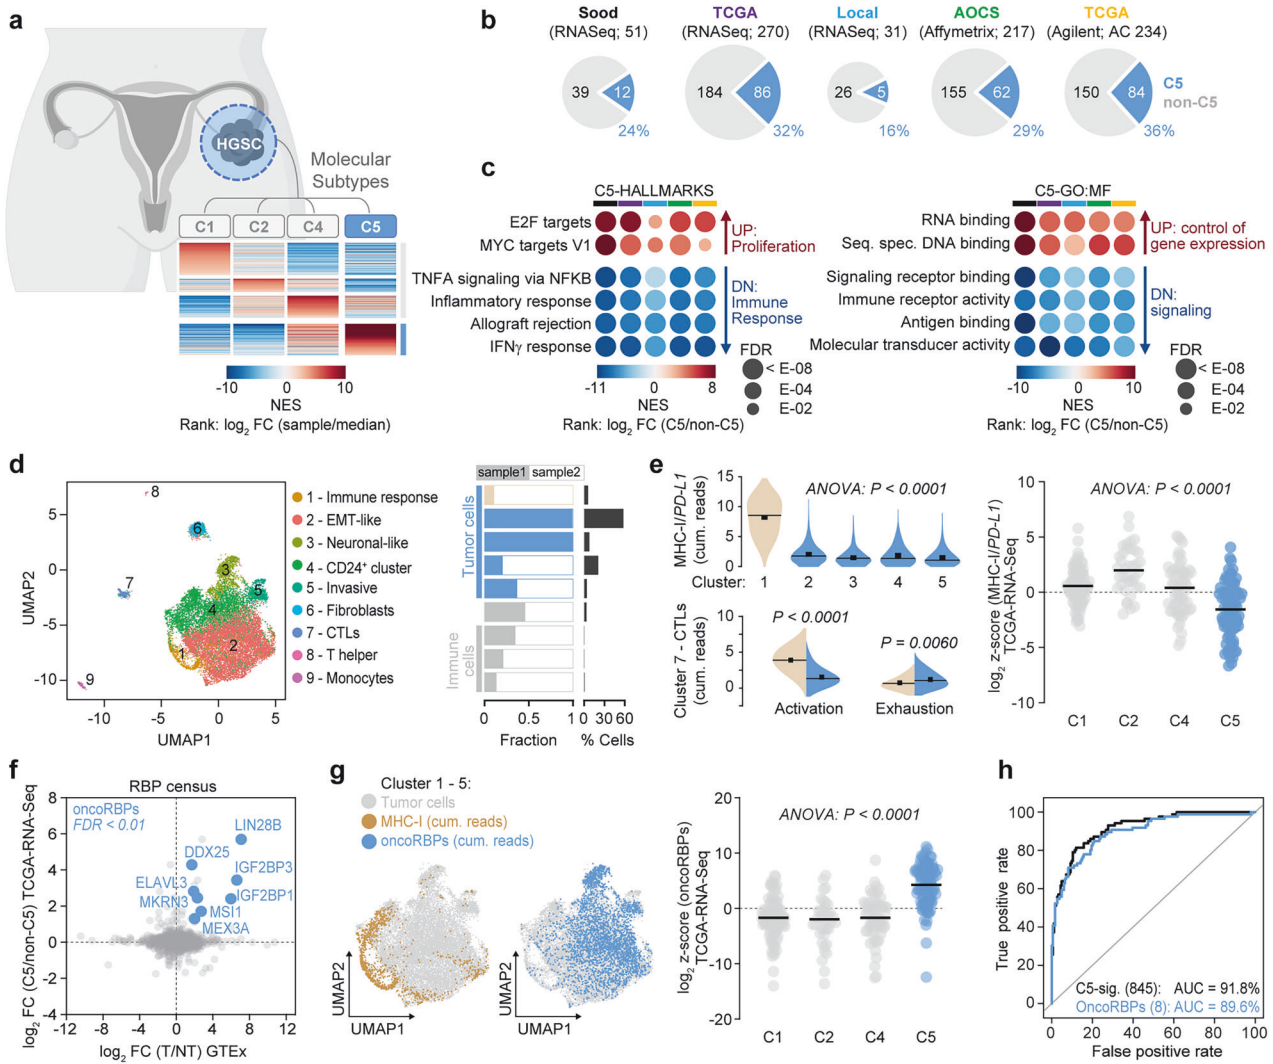 a
HGSC
Molecular
Subtypes
C1 C2 C4 C5
-10 0 10
NES
Rank: log2 FC (sample/median)
b
Sood TCGA Local AOCS TCGA
(RNASeq; 51) (RNASeq; 270) (RNASeq; 31) (Affymetrix; 217) (Agilent; AC 234)
39 12 184 86 26 5 155 62 150 84
C5
non-C5
24% 32% 16% 29% 36%
c
C5-HALLMARKS
E2F targets
MYC targets V1
UP:
Proliferation
TNFA signaling via NFKB
Inflammatory response
Allograft rejection
IFNγ response
DN:
Immune
Response
FDR
< E-08
E-04
E-02
-11 0 8
NES
Rank: log2 FC (C5/non-C5)
C5-GO:MF
RNA binding
Seq. spec. DNA binding
UP: control of
gene expression
Signaling receptor binding
Immune receptor activity
Antigen binding
Molecular transducer activity
DN:
signaling
FDR
< E-08
E-04
E-02
-10 0 10
NES
Rank: log2 FC (C5/non-C5)
d
UMAP2
5
0
-5
-10
8
6
7
3
5
4
2
1
9
-10 -5 0 5
UMAP1
1 - Immune response
2 - EMT-like
3 - Neuronal-like
4 - CD24+ cluster
5 - Invasive
6 - Fibroblasts
7 - CTLs
8 - T helper
9 - Monocytes
sample1 sample2
Tumor cells
Immune
cells
0 .5 1 0 30 60
Fraction % Cells
e
MHC-I/PD-L1
(cum. reads)
15
10
5
0
ANOVA: P < 0.0001
Cluster: 1 2 3 4 5
Cluster 7 - CTLs
(cum. reads)
10
5
0
P < 0.0001
P = 0.0060
Activation Exhaustion
log2 z-score (MHC-I/PD-L1)
TCGA-RNA-Seq
10
5
0
-5
-10
ANOVA: P < 0.0001
C1 C2 C4 C5
f
RBP census
log2 FC (C5/non-C5) TCGA-RNA-Seq
8
6
4
2
0
-2
-4
oncoRBPs
FDR < 0.01
LIN28B
DDX25
IGF2BP3
ELAVL3
IGF2BP1
MKRN3
MSI1
MEX3A
-12 -8 -4 0 4 8 12
log2 FC (T/NT) GTEx
g
Cluster 1 - 5:
Tumor cells
MHC-I (cum. reads)
oncoRBPs (cum. reads)
UMAP2
UMAP1
UMAP2
UMAP1
log2 z-score (oncoRBPs)
TCGA-RNA-Seq
20
10
0
-10
-20
ANOVA: P < 0.0001
C1 C2 C4 C5
h
True positive rate
100
80
60
40
20
0
C5-sig. (845): AUC = 91.8%
OncoRBPs (8): AUC = 89.6%
0 20 40 60 80 100
False positive rate